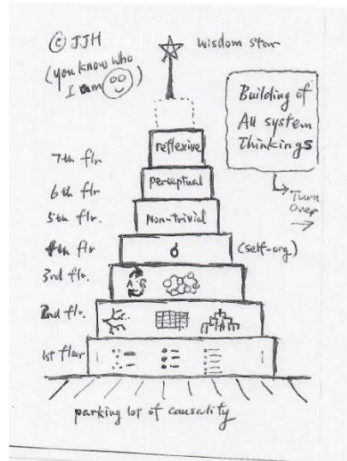 © JJH
(you know who
I am)
wisdom star
Building of
All system
Thinkings
Turn
Over
reflexive
7th flr.
Perceptual
6th flr.
Non-Trivial
5th flr.
4th flr
(self-org)
3rd flr.
A B
2nd flr.
1st floor
parking lot of causality